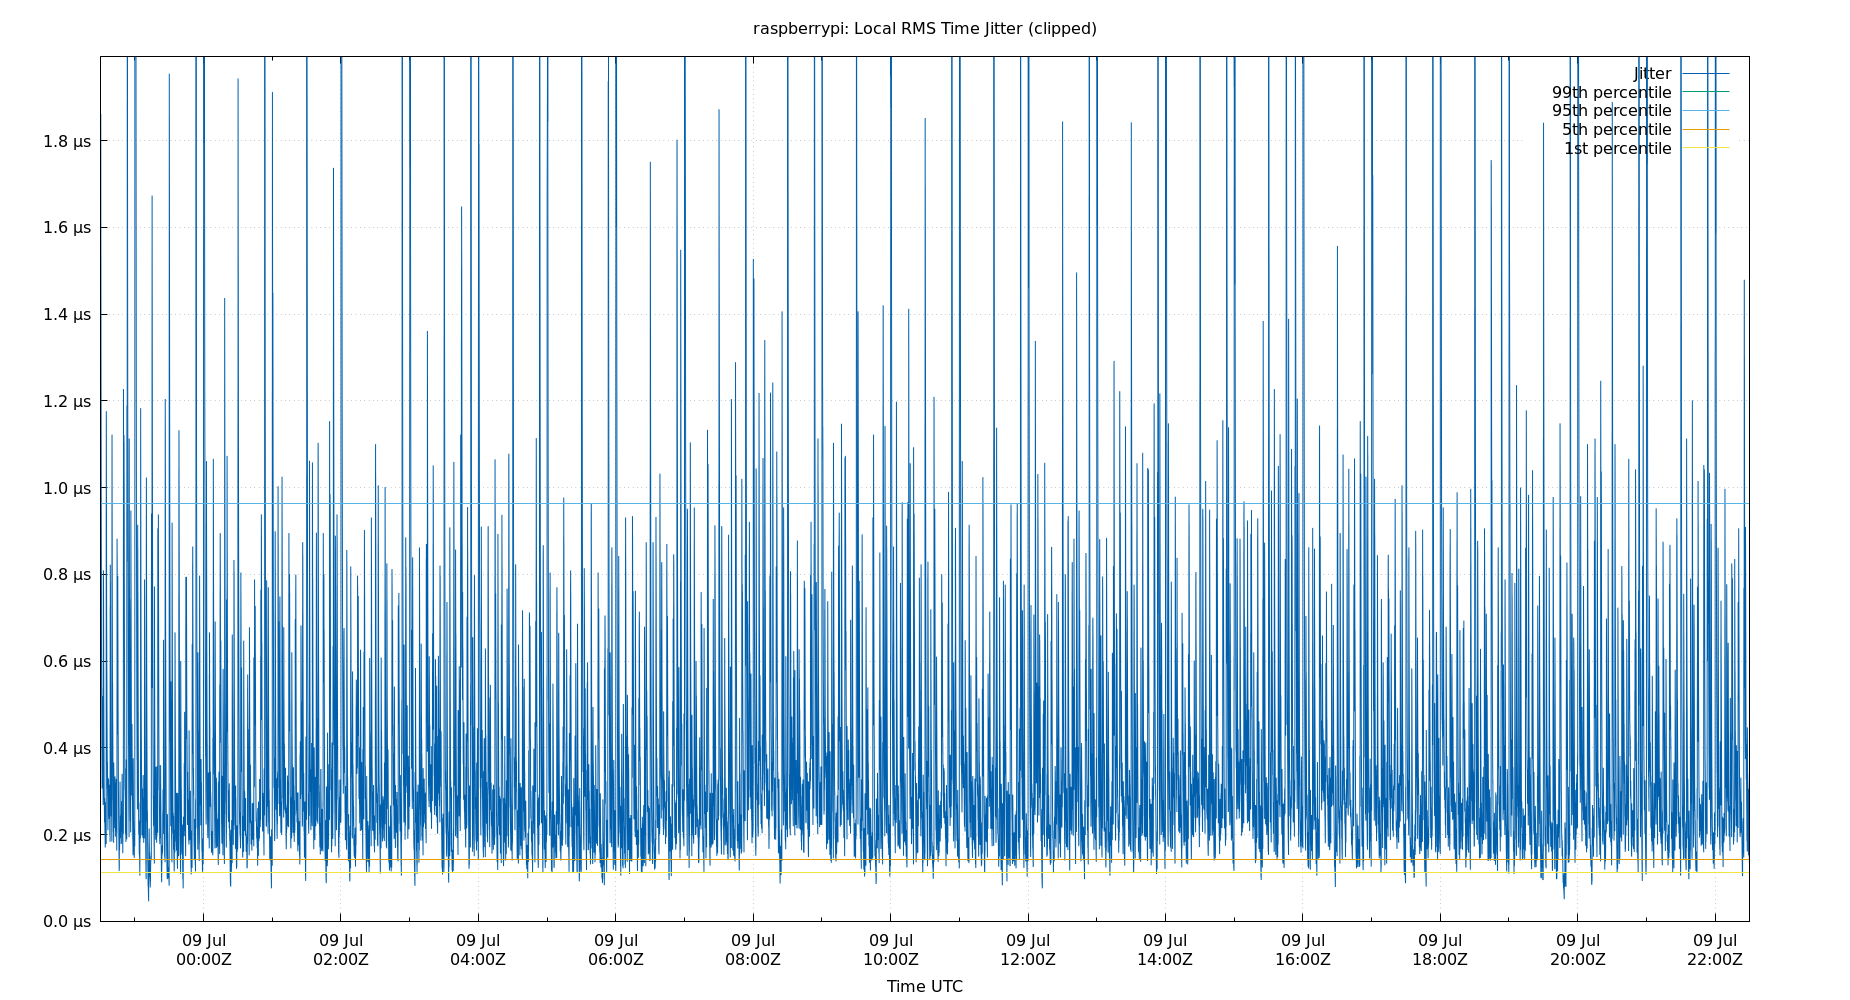 raspberrypi: Local RMS Time Jitter (clipped)
Jitter
99th percentile
95th percentile
5th percentile
1st percentile
1.8 µs
1.6 µs
1.4 µs
1.2 µs
1.0 µs
0.8 µs
0.6 µs
0.4 µs
0.2 µs
0.0 µs
09 Jul 09 Jul 09 Jul 09 Jul 09 Jul 09 Jul 09 Jul 09 Jul 09 Jul 09 Jul 09 Jul 09 Jul
00:00Z 02:00Z 04:00Z 06:00Z 08:00Z 10:00Z 12:00Z 14:00Z 16:00Z 18:00Z 20:00Z 22:00Z
Time UTC